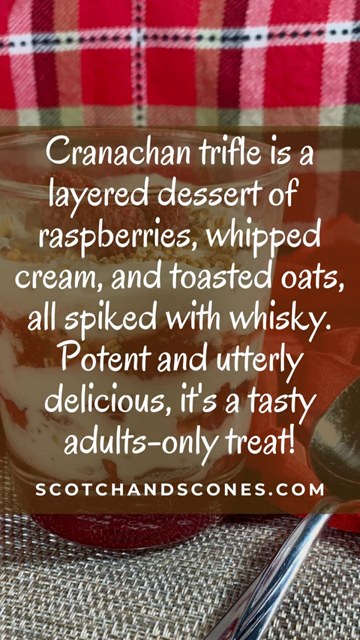 Cranachan trifle is a
layered dessert of
raspberries, whipped
cream, and toasted oats,
all spiked with whisky.
Potent and utterly
delicious, it's a tasty
adults-only treat!
SCOTCHANDSCONES.COM